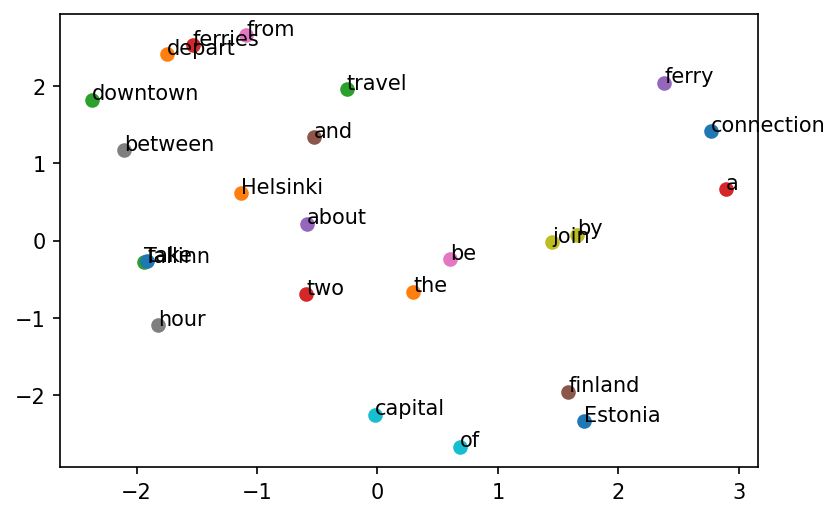 from
ferries
depart
travel
ferry
downtown
connection
and
between
a
Helsinki
about
by
join
be
take
Tallinn
two
the
hour
finland
capital
Estonia
of
2
1
0
−1
−2
−2
−1
0
1
2
3